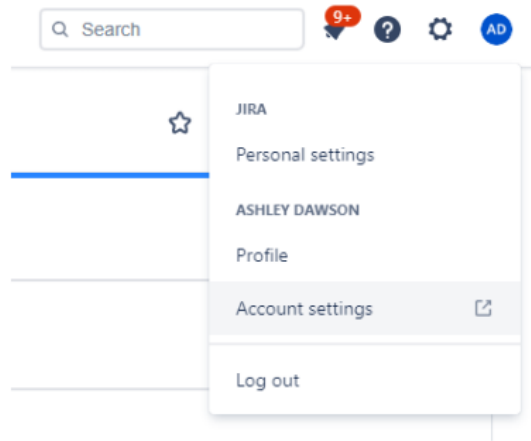 Search
9+
?
AD
JIRA
Personal settings
ASHLEY DAWSON
Profile
Account settings
Log out